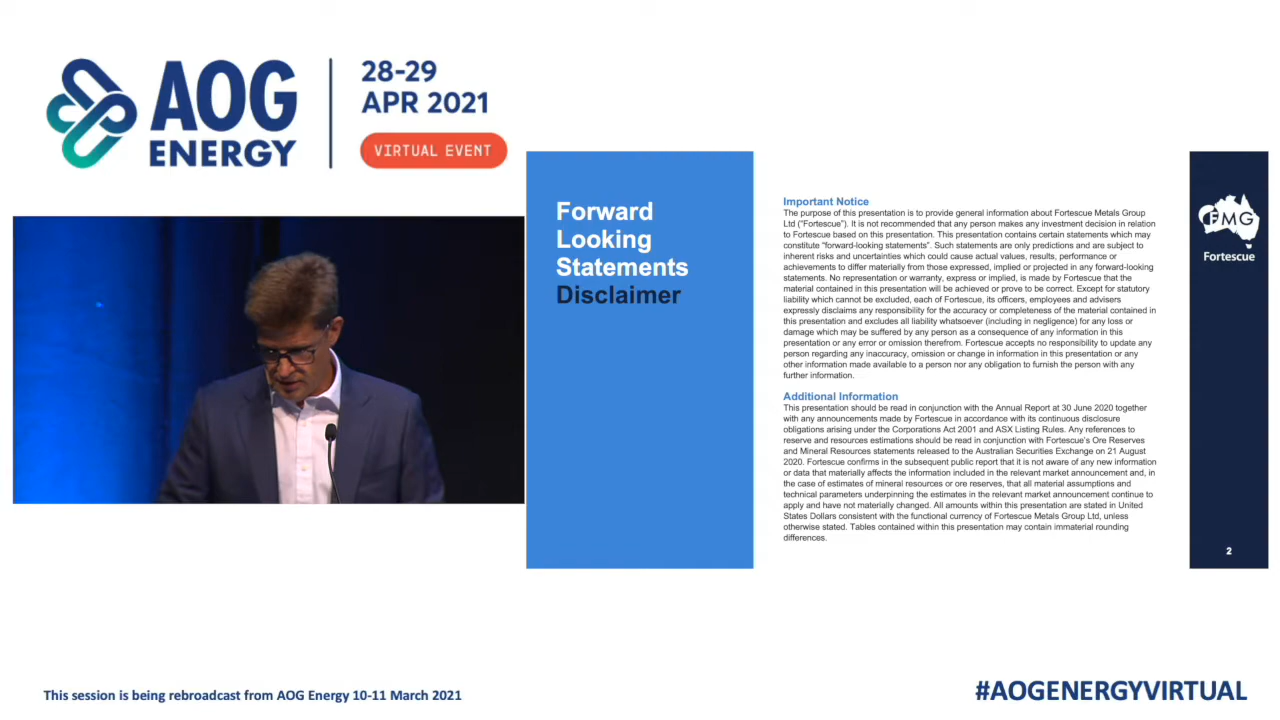 AOG
ENERGY
28-29
APR 2021
VIRTUAL EVENT
Forward
Looking
Statements
Disclaimer
Important Notice
The purpose of this presentation is to provide general information about Fortescue Metals Group
Ltd (“Fortescue”). It is not recommended that any person makes any investment decision in relation
to Fortescue based on this presentation. This presentation contains certain statements which may
constitute “forward-looking statements”. Such statements are only predictions and are subject to
inherent risks and uncertainties which could cause actual values, results, performance or
achievements to differ materially from those expressed, implied or projected in any forward-looking
statements. No representation or warranty, express or implied, is made by Fortescue that the
material contained in this presentation will be achieved or prove to be correct. Except for statutory
liability which cannot be excluded, each of Fortescue, its officers, employees and advisers
expressly disclaims any responsibility for the accuracy or completeness of the material contained in
this presentation and excludes all liability whatsoever (including in negligence) for any loss or
damage which may be suffered by any person as a consequence of any information in this
presentation or any error or omission therefrom. Fortescue accepts no responsibility to update any
person regarding any inaccuracy, omission or change in information in this presentation or any
other information made available to a person nor any obligation to furnish the person with any
further information.
Additional Information
This presentation should be read in conjunction with the Annual Report at 30 June 2020 together
with any announcements made by Fortescue in accordance with its continuous disclosure
obligations arising under the Corporations Act 2001 and ASX Listing Rules. Any references to
reserve and resources estimations should be read in conjunction with Fortescue’s Ore Reserves
and Mineral Resources statements released to the Australian Securities Exchange on 21 August
2020. Fortescue confirms in the subsequent public report that it is not aware of any new information
or data that materially affects the information included in the relevant market announcement and, in
the case of estimates of mineral resources or ore reserves, that all material assumptions and
technical parameters underpinning the estimates in the relevant market announcement continue to
apply and have not materially changed. All amounts within this presentation are stated in United
States Dollars consistent with the functional currency of Fortescue Metals Group Ltd, unless
otherwise stated. Tables contained within this presentation may contain immaterial rounding
differences.
FMG
Fortescue
2
This session is being rebroadcast from AOG Energy 10-11 March 2021
#AOGENERGYVIRTUAL